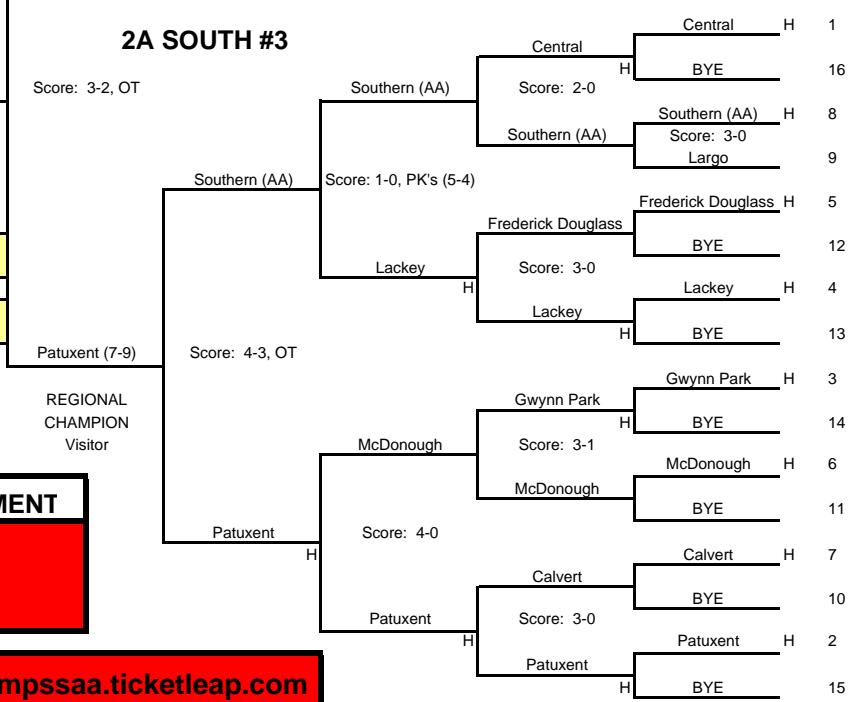 2A SOUTH #3
Central H 1
Central
H BYE 16
Score: 3-2, OT
Southern (AA)
Score: 2-0
Southern (AA) H 8
Southern (AA)
Score: 3-0
Largo 9
Southern (AA)
Score: 1-0, PK's (5-4)
Frederick Douglass H 5
Frederick Douglass
BYE 12
Lackey
H
Score: 3-0
Lackey H 4
Lackey
H BYE 13
Patuxent (7-9)
Score: 4-3, OT
REGIONAL
CHAMPION
Visitor
Gwynn Park H 3
Gwynn Park
H BYE 14
McDonough
Score: 3-1
McDonough H 6
McDonough
BYE 11
MENT
Patuxent
H
Score: 4-0
Calvert H 7
Calvert
BYE 10
Patuxent
H
Score: 3-0
Patuxent H 2
Patuxent
H BYE 15
mpssaa.ticketleap.com